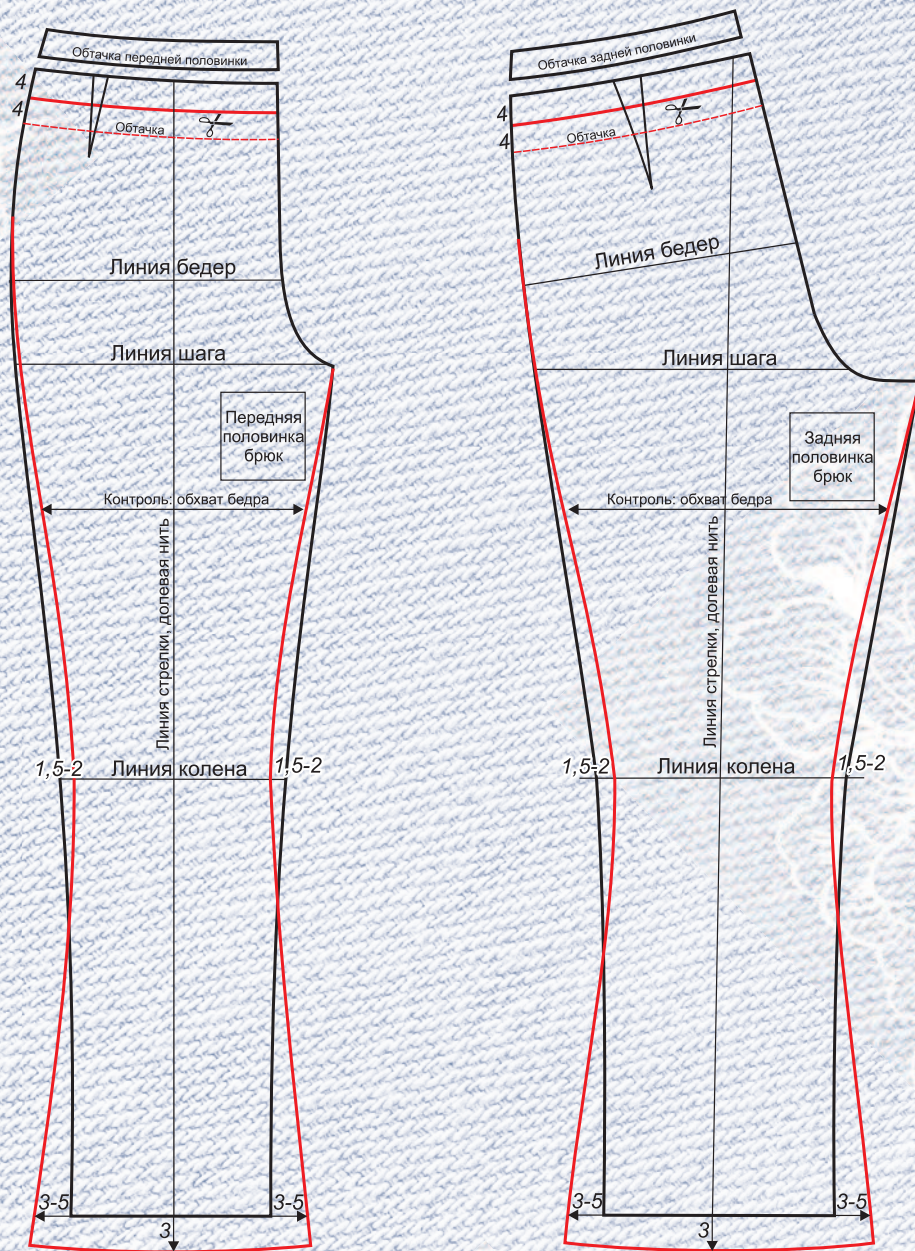 Обтачка передней половинки
4
4
Обтачка
Линия бедер
Линия шага
Передняя
половинка
брюк
Контроль: обхват бедра
Линия стрелки, долевая нить
1,5-2
Линия колена
1,5-2
3-5
3-5
3
Обтачка задней половинки
4
4
Обтачка
Линия бедер
Линия шага
Задняя
половинка
брюк
Контроль: обхват бедра
Линия стрелки, долевая нить
1,5-2
Линия колена
1,5-2
3-5
3-5
3